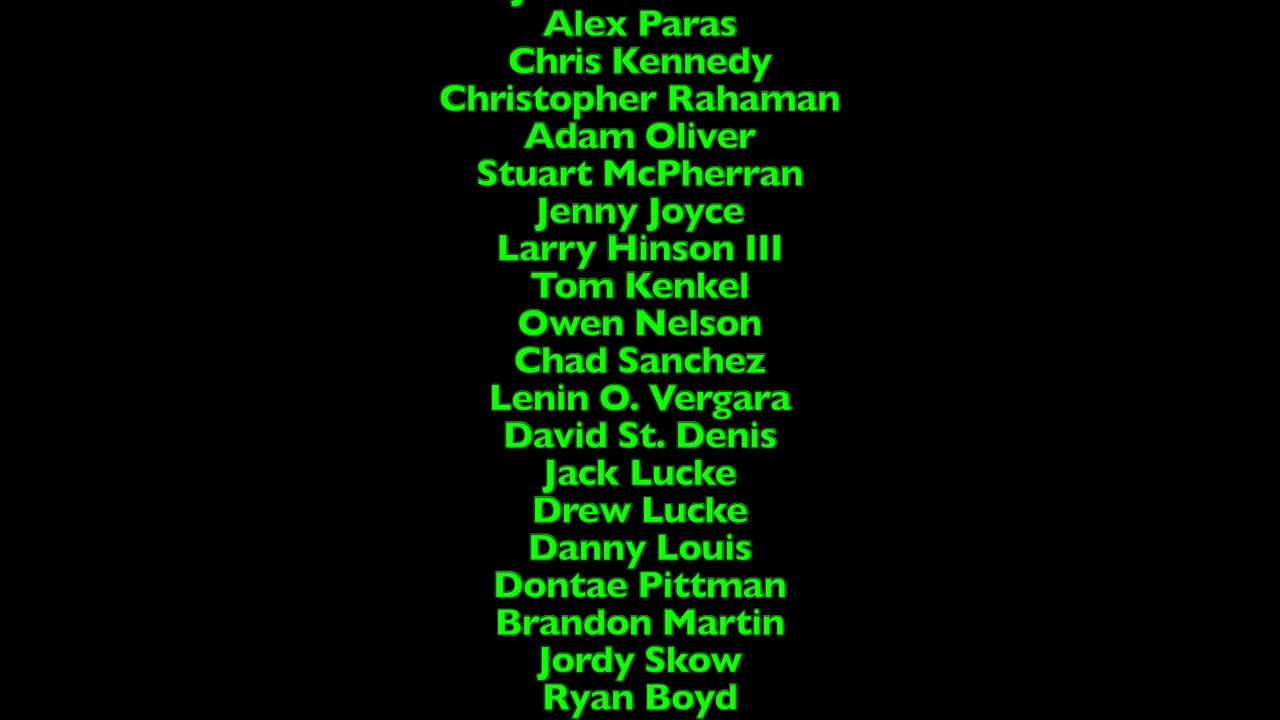 Alex Paras
Chris Kennedy
Christopher Rahaman
Adam Oliver
Stuart McPherran
Jenny Joyce
Larry Hinson III
Tom Kenkel
Owen Nelson
Chad Sanchez
Lenin O. Vergara
David St. Denis
Jack Lucke
Drew Lucke
Danny Louis
Dontae Pittman
Brandon Martin
Jordy Skow
Ryan Boyd